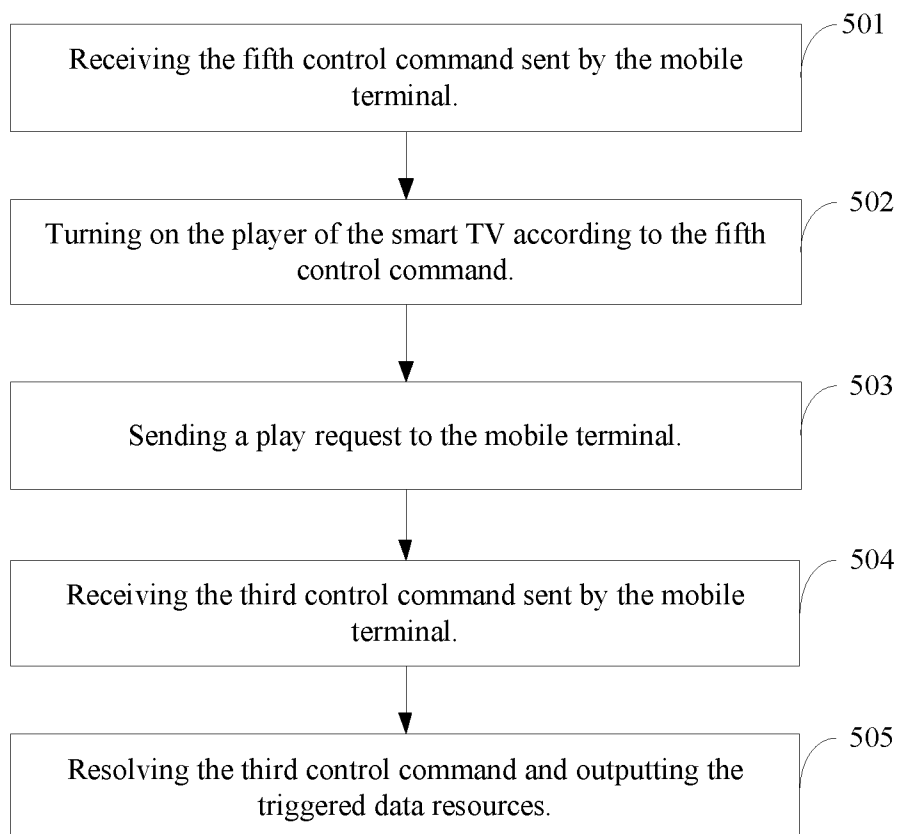 501
Receiving the fifth control command sent by the mobile
terminal.
502
Turning on the player of the smart TV according to the fifth
control command.
503
Sending a play request to the mobile terminal.
504
Receiving the third control command sent by the mobile
terminal.
505
Resolving the third control command and outputting the
triggered data resources.